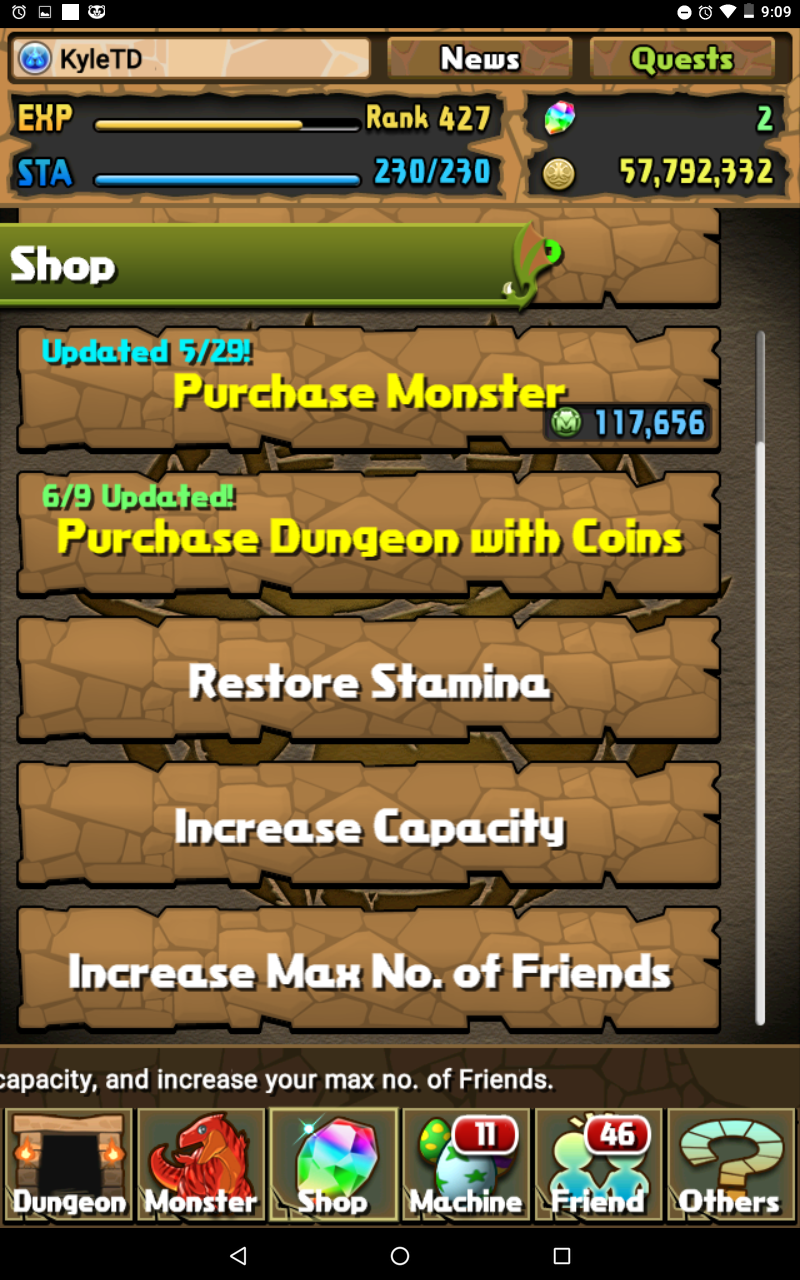 9:09
KyleTD
News
Quests
EXP
Rank 427
2
STA
230/230
57,792,332
Shop
Updated 5/29!
Purchase Monster
M 117,656
6/9 Updated!
Purchase Dungeon with Coins
Restore Stamina
Increase Capacity
Increase Max No. of Friends
capacity, and increase your max no. of Friends.
11
46
Dungeon
Monster
Shop
Machine
Friend
Others